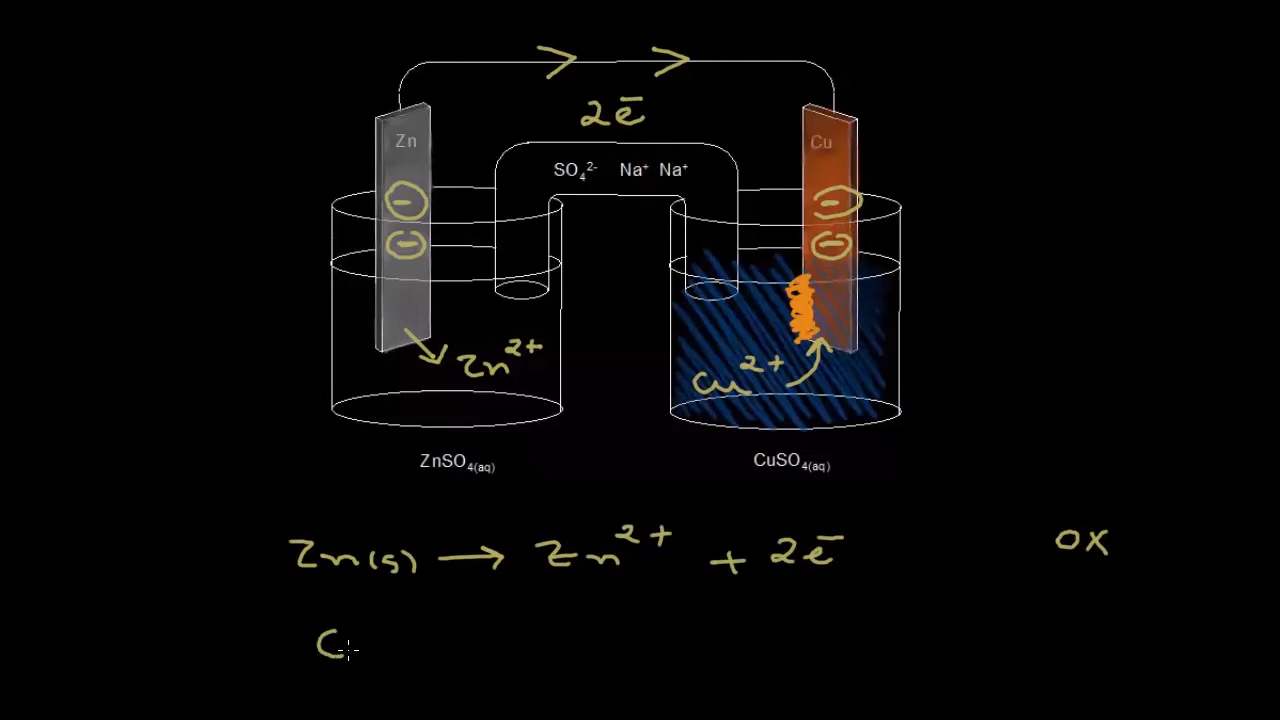 2e⁻
SO₄²⁻ Na⁺ Na⁺
Zn
Cu
Zn²⁺
Cu²⁺
ZnSO₄(aq)
CuSO₄(aq)
Zn(s) → Zn²⁺ + 2e⁻ OX
C